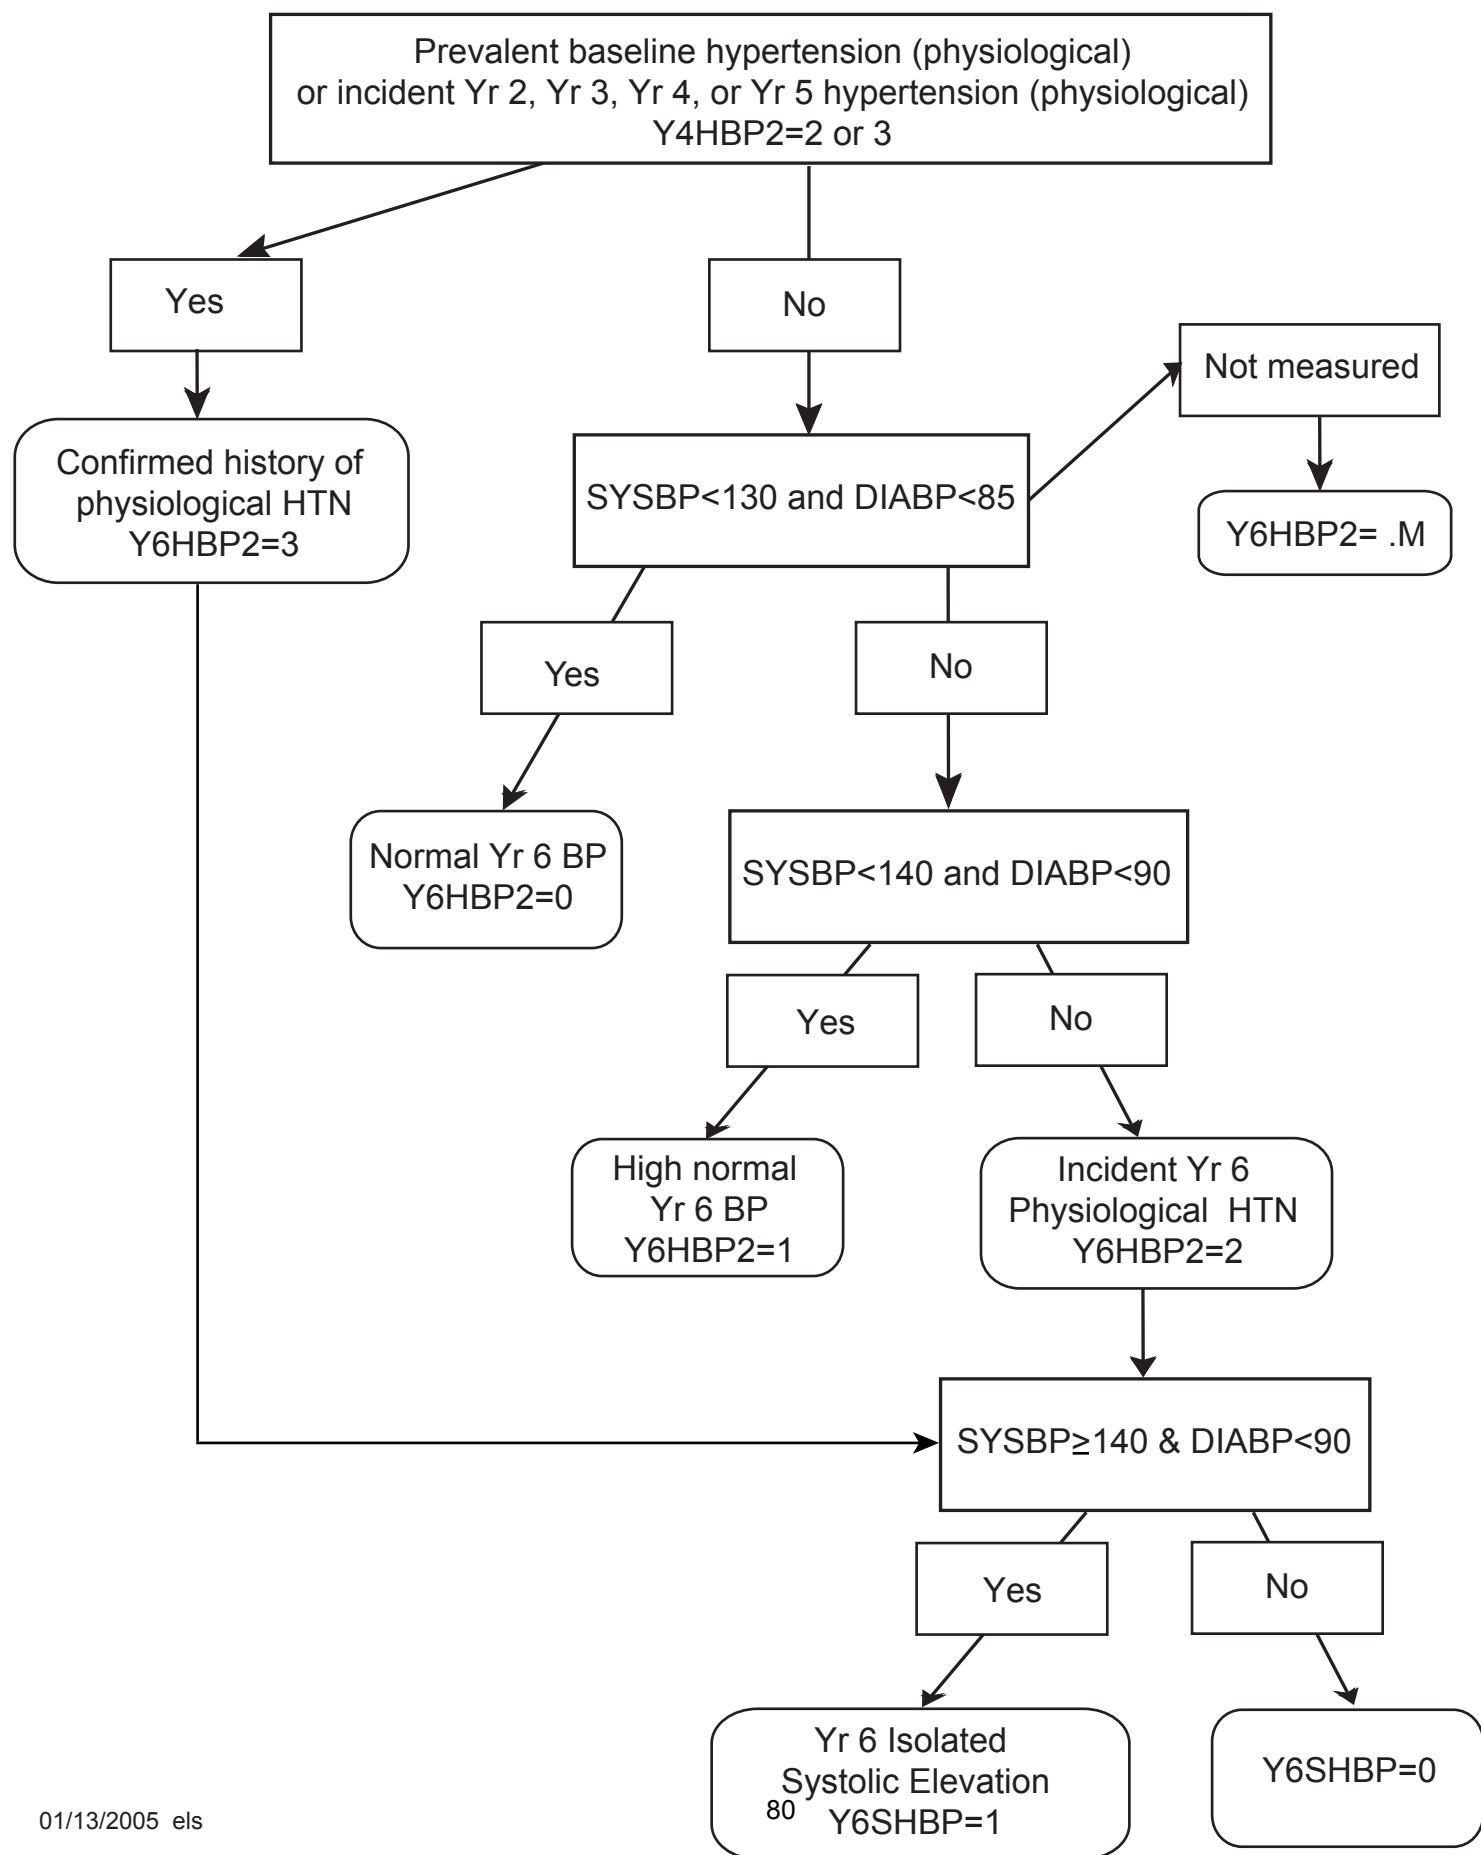 Prevalent baseline hypertension (physiological)
or incident Yr 2, Yr 3, Yr 4, or Yr 5 hypertension (physiological)
Y4HBP2=2 or 3
Yes
No
Not measured
Confirmed history of
physiological HTN
Y6HBP2=3
SYSBP<130 and DIABP<85
Y6HBP2= .M
Yes
No
Normal Yr 6 BP
Y6HBP2=0
SYSBP<140 and DIABP<90
Yes
No
High normal
Yr 6 BP
Y6HBP2=1
Incident Yr 6
Physiological  HTN
Y6HBP2=2
SYSBP≥140 & DIABP<90
Yes
No
Yr 6 Isolated
Systolic Elevation
Y6SHBP=1
Y6SHBP=0
80
01/13/2005  els